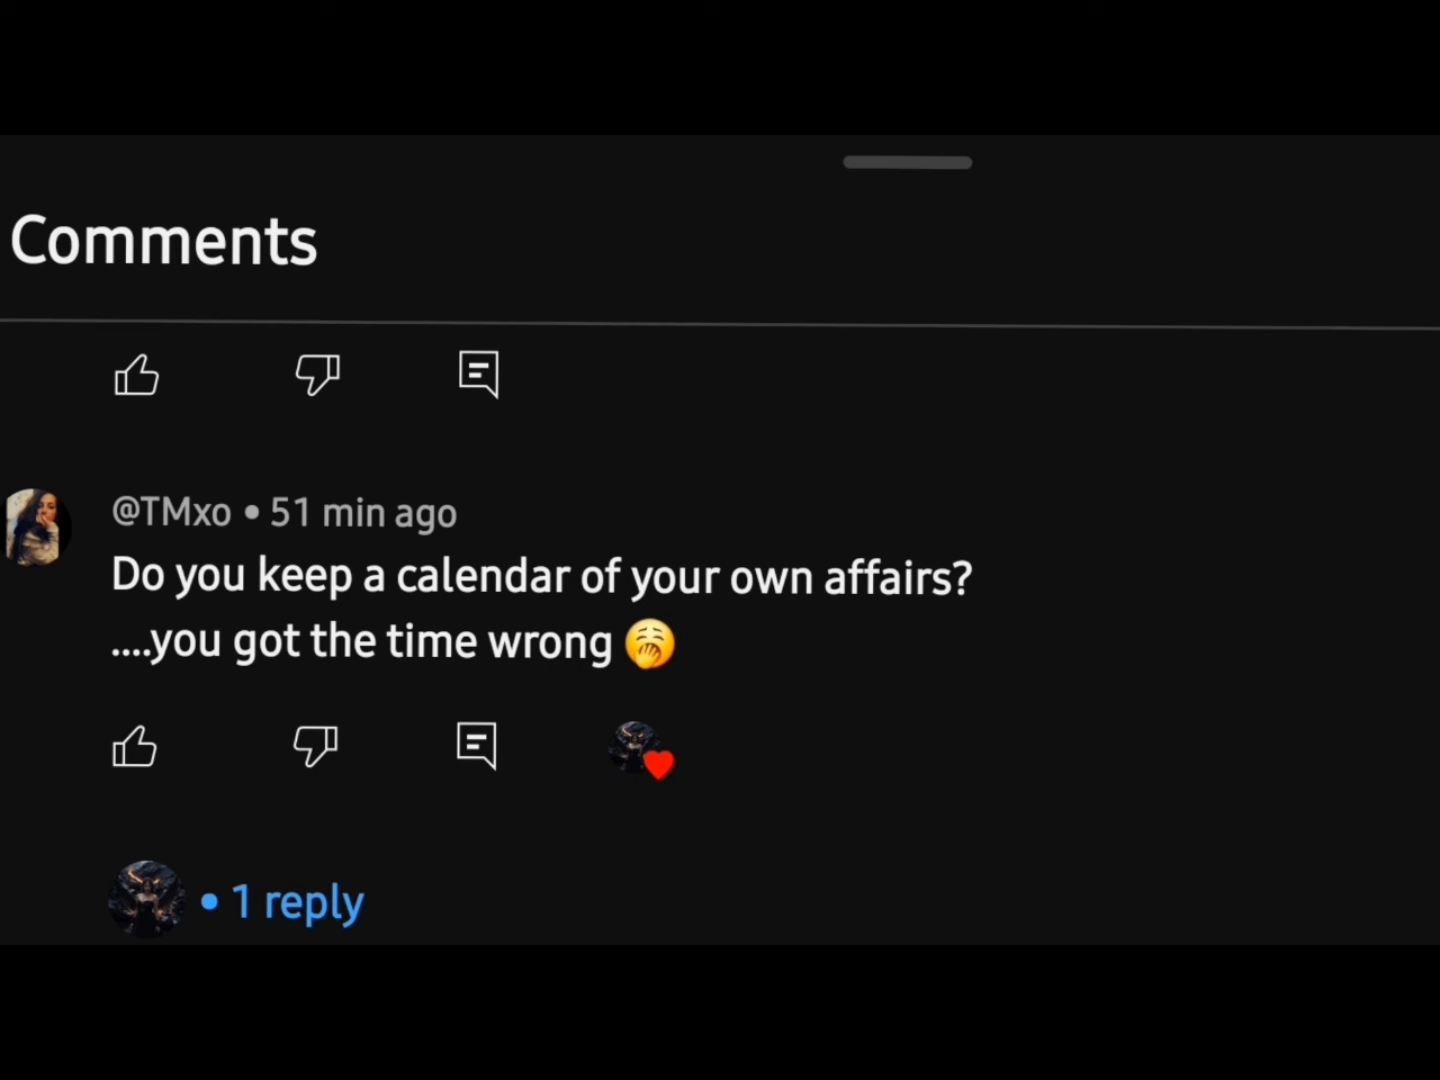 Comments
@TMxo • 51 min ago
Do you keep a calendar of your own affairs?
....you got the time wrong 🥱
• 1 reply